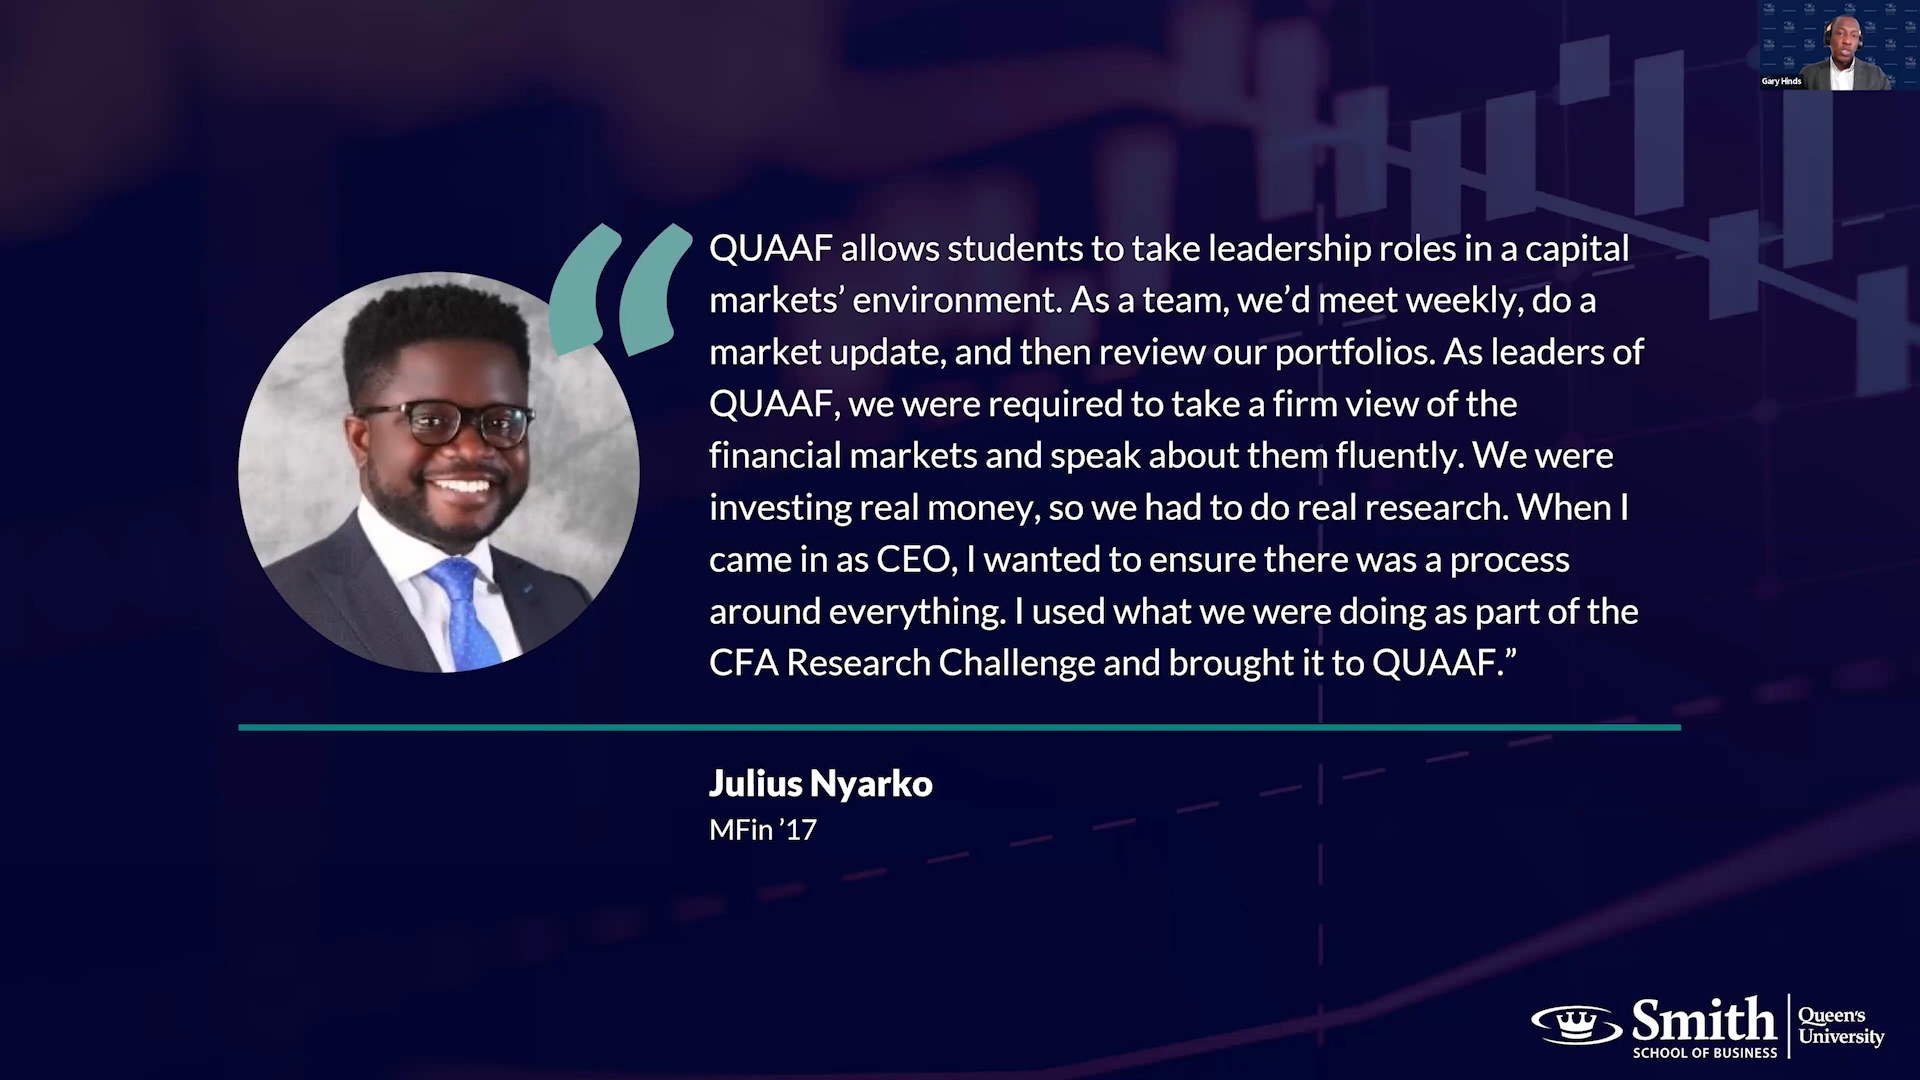 Gary Hinds
QUAAF allows students to take leadership roles in a capital
markets’ environment. As a team, we’d meet weekly, do a
market update, and then review our portfolios. As leaders of
QUAAF, we were required to take a firm view of the
financial markets and speak about them fluently. We were
investing real money, so we had to do real research. When I
came in as CEO, I wanted to ensure there was a process
around everything. I used what we were doing as part of the
CFA Research Challenge and brought it to QUAAF.”
Julius Nyarko
MFin ’17
Smith
SCHOOL OF BUSINESS
Queen's
University